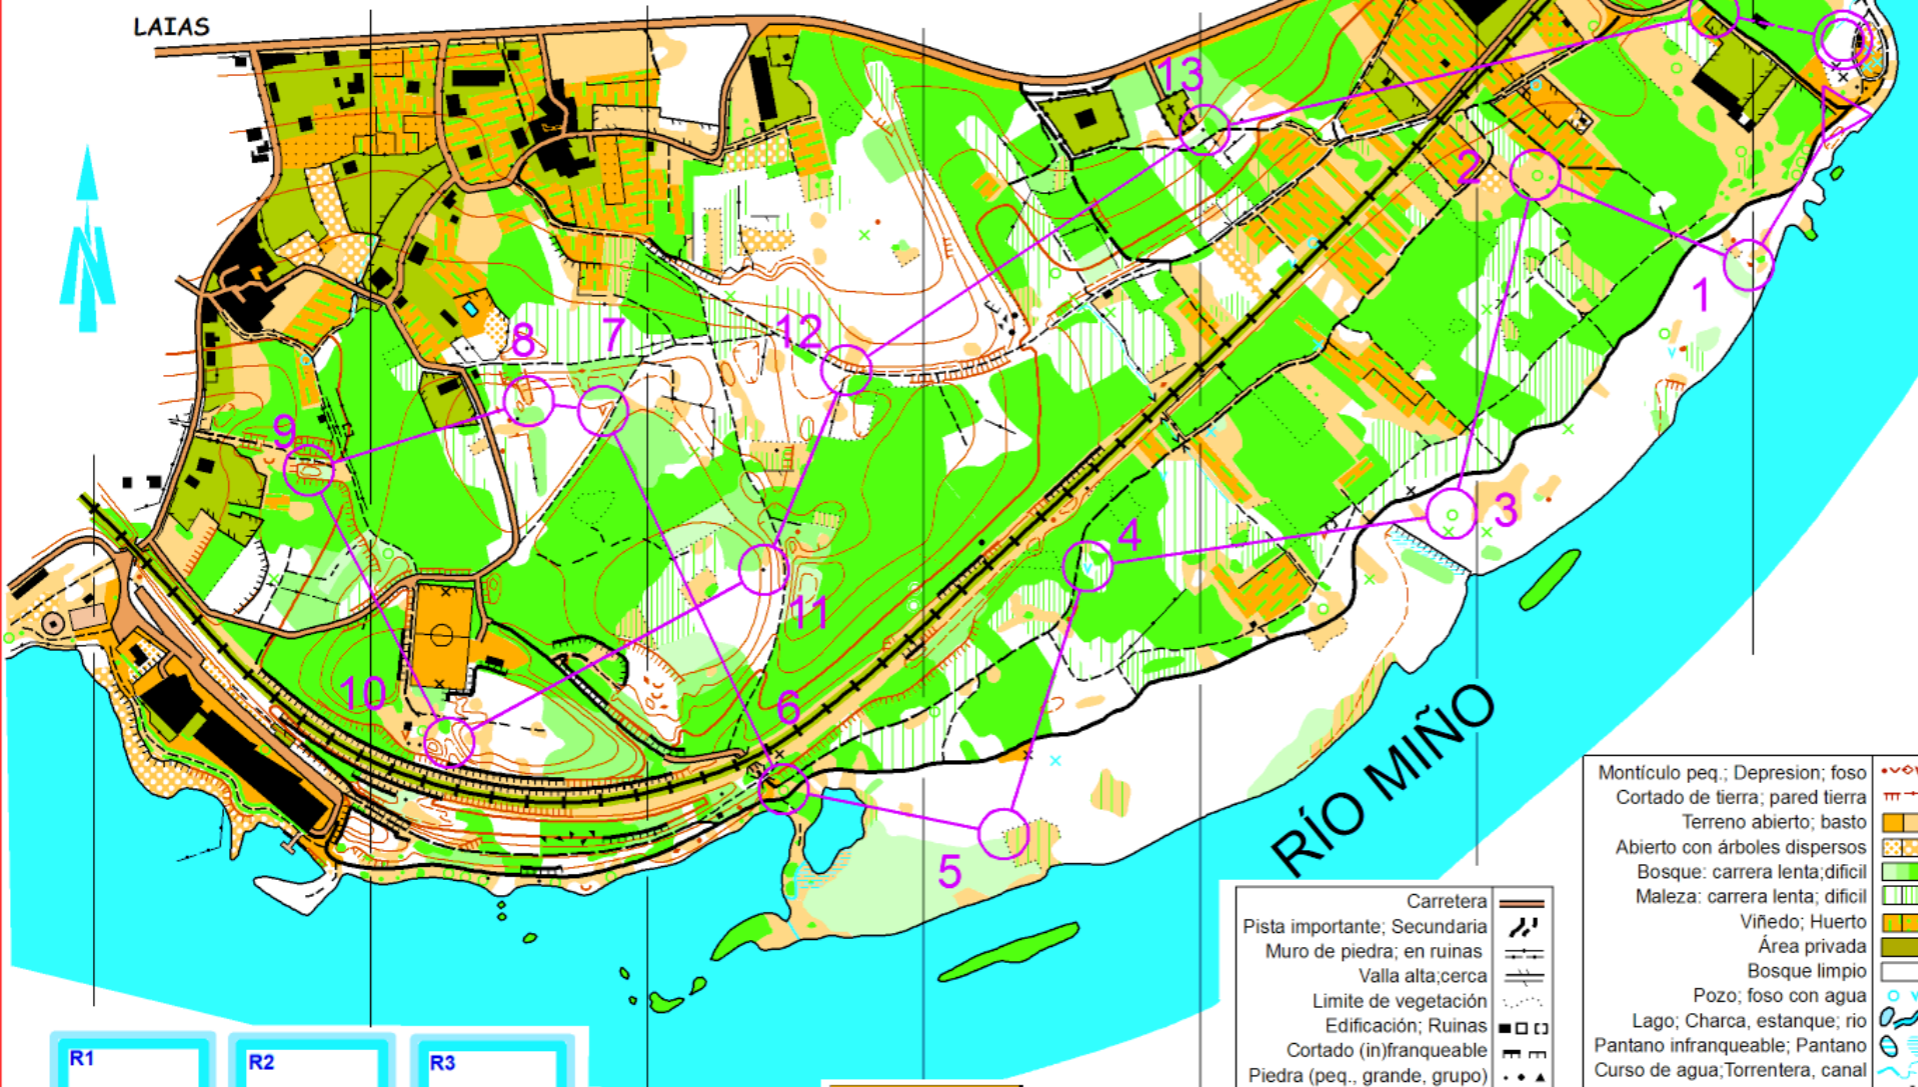 LAIAS
13
2
1
12
8
7
9
3
4
11
10
6
5
RÍO MIÑO
N
Carretera
Pista importante; Secundaria
Muro de piedra; en ruinas
Valla alta;cerca
Limite de vegetación
Edificación; Ruinas
Cortado (in)franqueable
Piedra (peq., grande, grupo)
Montículo peq.; Depresion; foso
Cortado de tierra; pared tierra
Terreno abierto; basto
Abierto con árboles dispersos
Bosque: carrera lenta;dificil
Maleza: carrera lenta; dificil
Viñedo; Huerto
Área privada
Bosque limpio
Pozo; foso con agua
Lago; Charca, estanque; rio
Pantano infranqueable; Pantano
Curso de agua;Torrentera, canal
R1
R2
R3